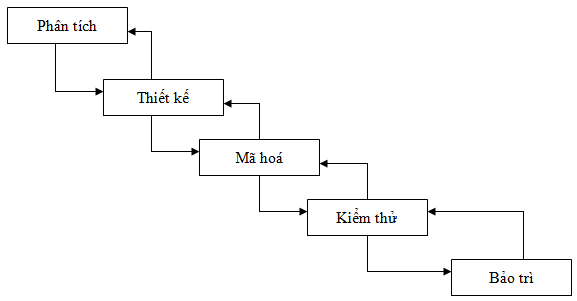 Phân tích
Thiết kế
Mã hoá
Kiểm thử
Bảo trì